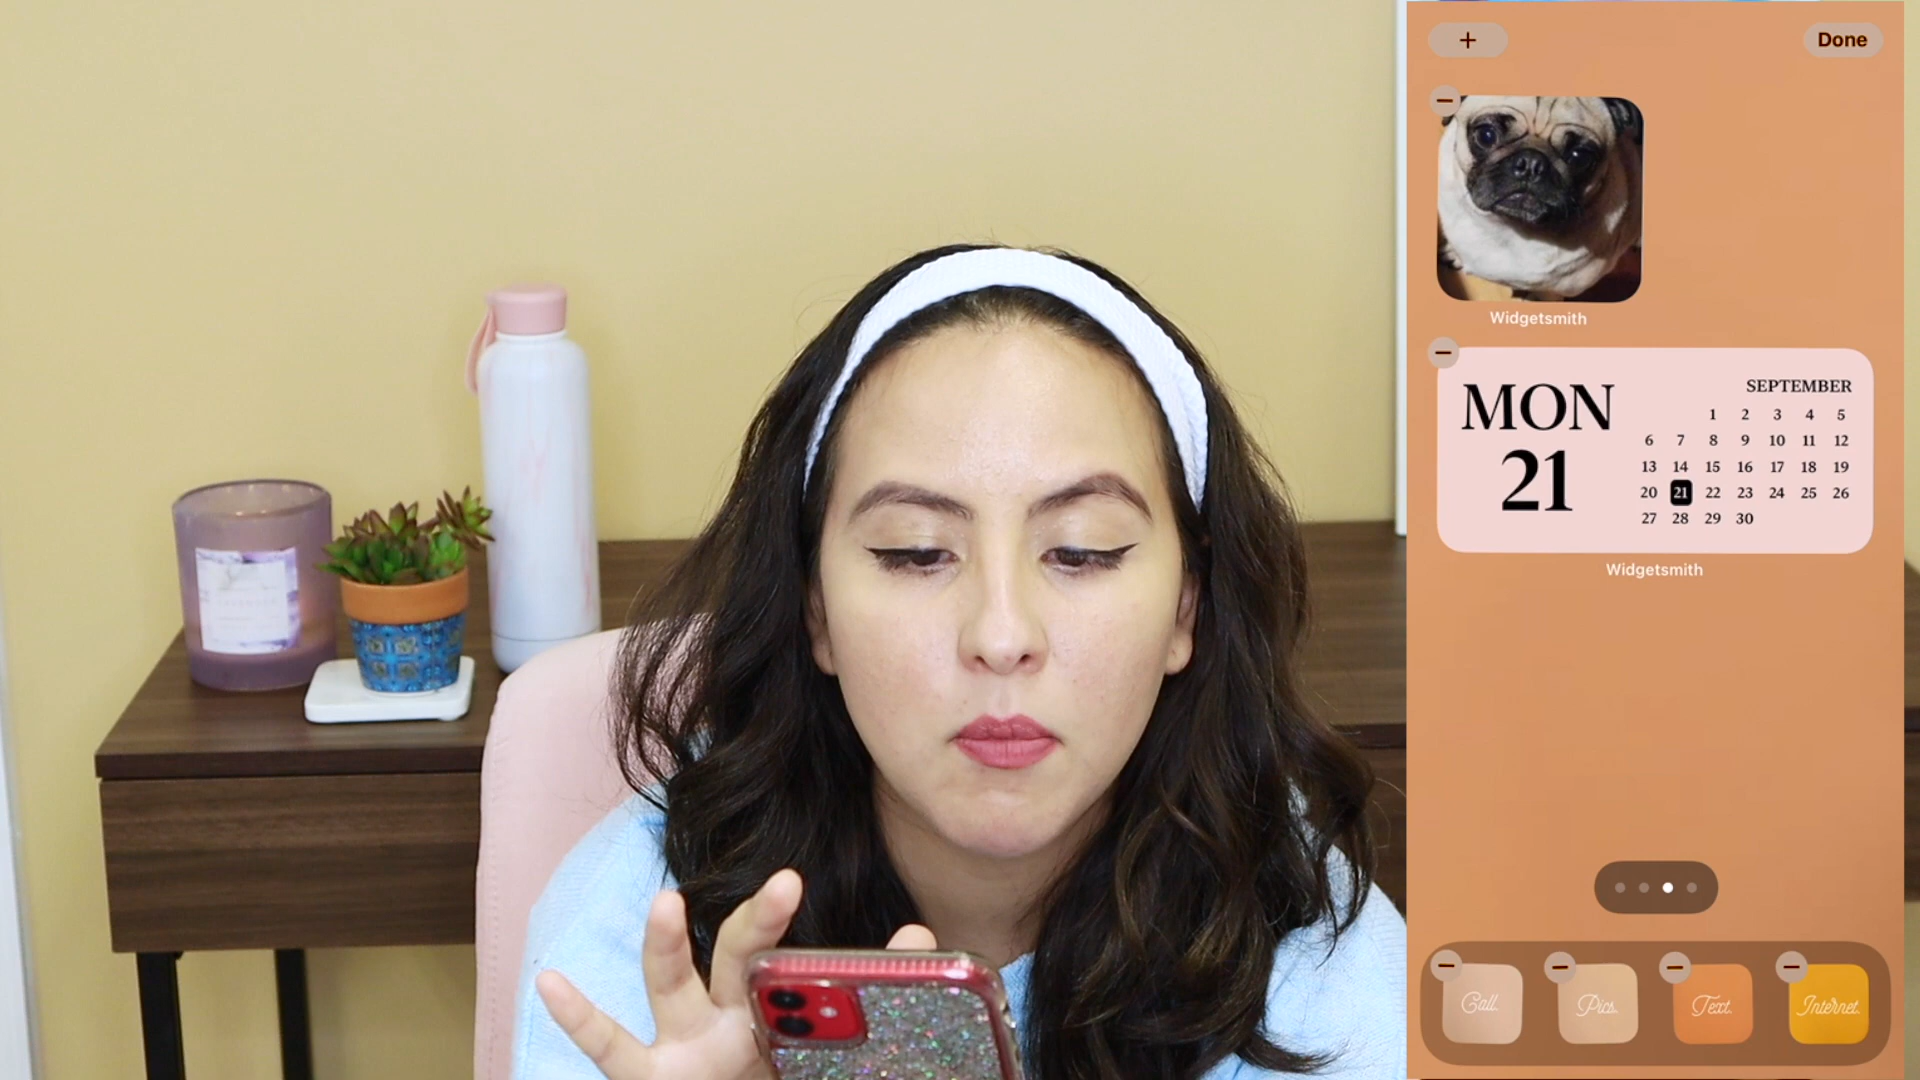 +
Done
Widgetsmith
MON
21
SEPTEMBER
1 2 3 4 5
6 7 8 9 10 11 12
13 14 15 16 17 18 19
20 21 22 23 24 25 26
27 28 29 30
Widgetsmith
Call.
Pics.
Text.
Internet.